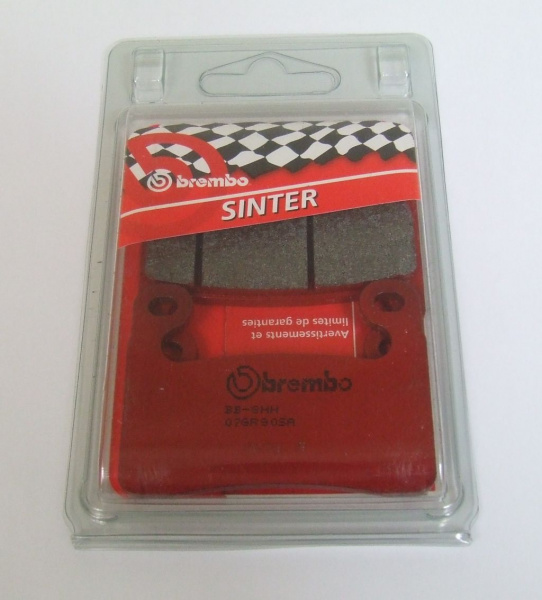 brembo
SINTER
Avertissements et
limites de garanties
brembo